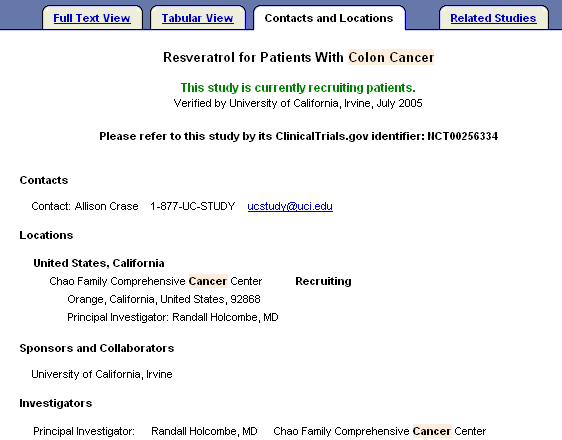 Full Text View Tabular View Contacts and Locations Related Studies
Resveratrol for Patients With Colon Cancer
This study is currently recruiting patients.
Verified by University of California, Irvine, July 2005
Please refer to this study by its ClinicalTrials.gov identifier: NCT00256334
Contacts
Contact: Allison Crase 1-877-UC-STUDY ucstudy@uci.edu
Locations
United States, California
Chao Family Comprehensive Cancer Center Recruiting
Orange, California, United States, 92868
Principal Investigator: Randall Holcombe, MD
Sponsors and Collaborators
University of California, Irvine
Investigators
Principal Investigator: Randall Holcombe, MD Chao Family Comprehensive Cancer Center